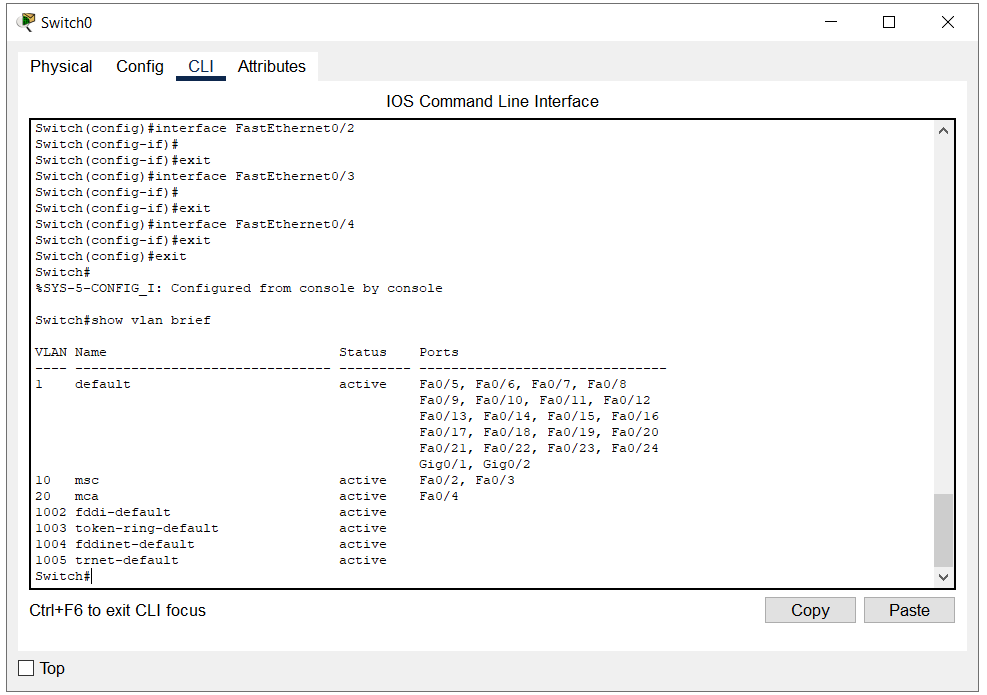 Switch0
Physical Config CLI Attributes
IOS Command Line Interface
Switch(config)#interface FastEthernet0/2
Switch(config-if)#
Switch(config-if)#exit
Switch(config)#interface FastEthernet0/3
Switch(config-if)#
Switch(config-if)#exit
Switch(config)#interface FastEthernet0/4
Switch(config-if)#exit
Switch(config)#exit
Switch#
%SYS-5-CONFIG_I: Configured from console by console
Switch#show vlan brief
VLAN Name                             Status    Ports
---- -------------------------------- --------- -------------------------------
1    default                          active    Fa0/5, Fa0/6, Fa0/7, Fa0/8
                                                Fa0/9, Fa0/10, Fa0/11, Fa0/12
                                                Fa0/13, Fa0/14, Fa0/15, Fa0/16
                                                Fa0/17, Fa0/18, Fa0/19, Fa0/20
                                                Fa0/21, Fa0/22, Fa0/23, Fa0/24
                                                Gig0/1, Gig0/2
10   msc                              active    Fa0/2, Fa0/3
20   mca                              active    Fa0/4
1002 fddi-default                     active
1003 token-ring-default               active
1004 fddinet-default                  active
1005 trnet-default                    active
Switch#
Ctrl+F6 to exit CLI focus
Copy Paste
Top